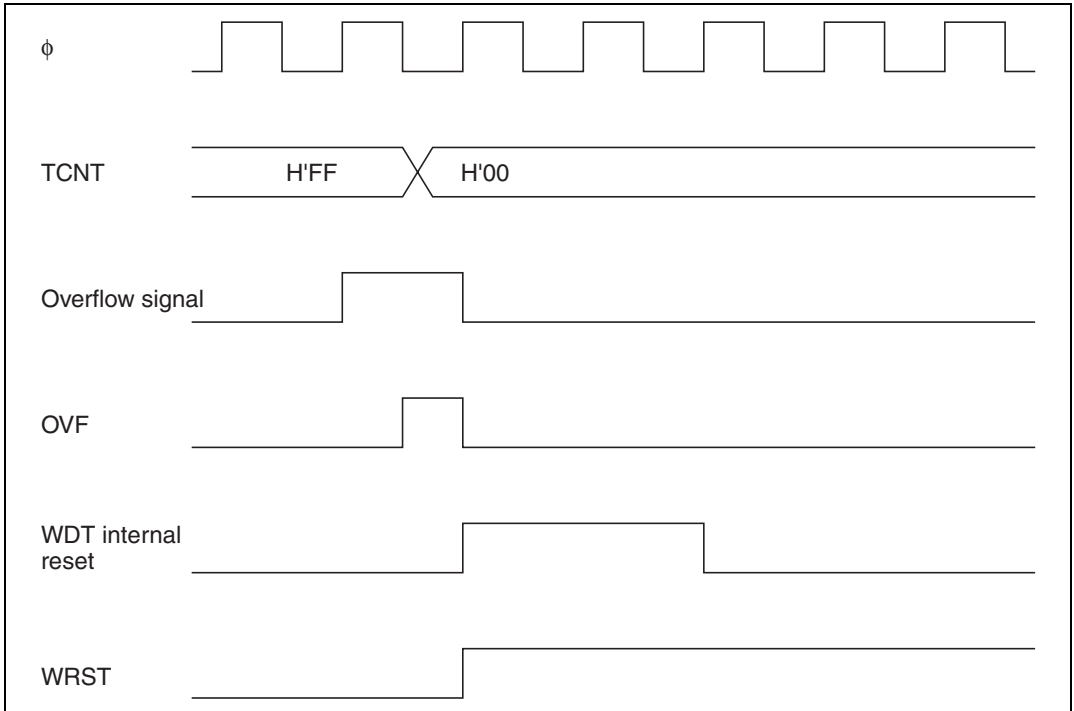 ϕ
TCNT
H'FF
H'00
Overflow signal
OVF
WDT internal
reset
WRST